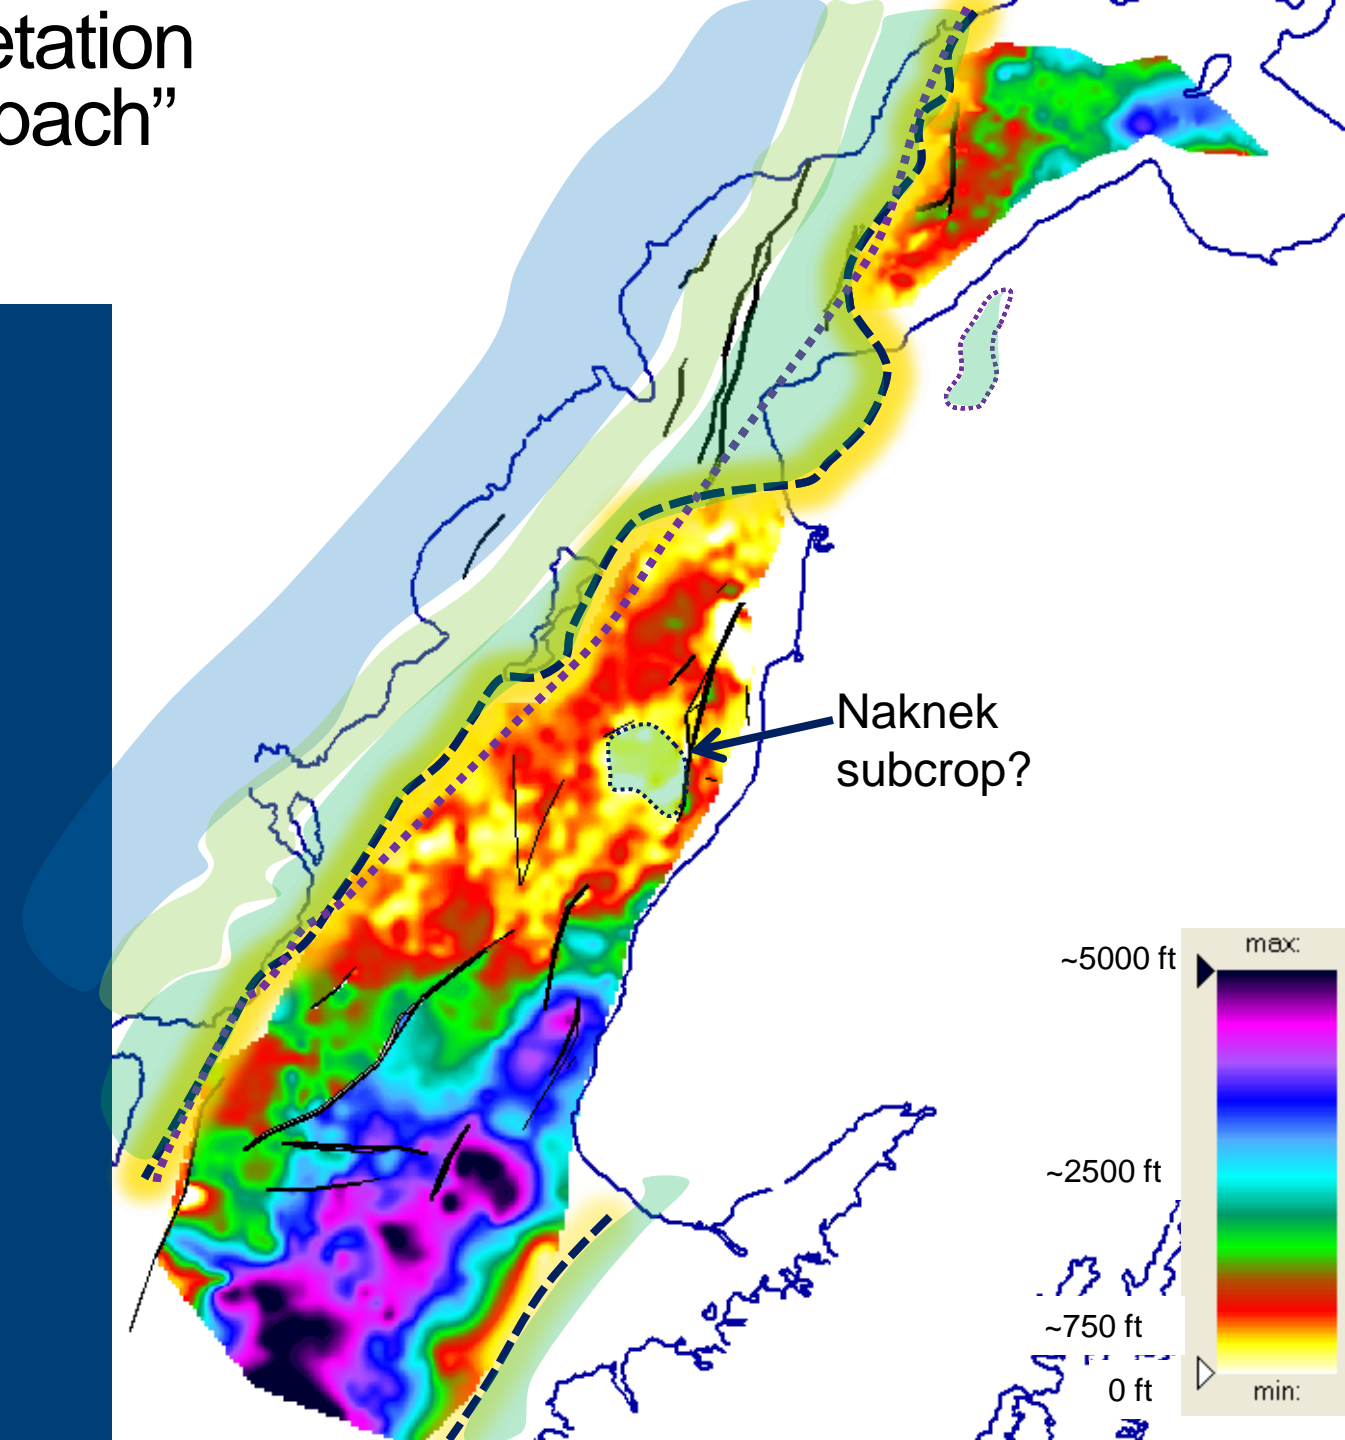 etation
oach”
Naknek
subcrop?
max:
~5000 ft
~2500 ft
~750 ft
0 ft
min: